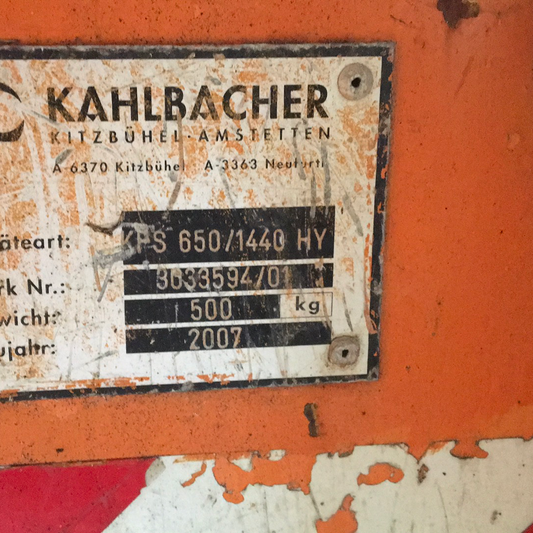 KAHLBACHER
KITZBÜHEL·AMSTETTEN
A-6370 Kitzbühel A-3363 Neufurth
äteart: KPS 650/1440 HY
rk Nr.: 3633594/01
wicht: 500 kg
ujahr: 2007